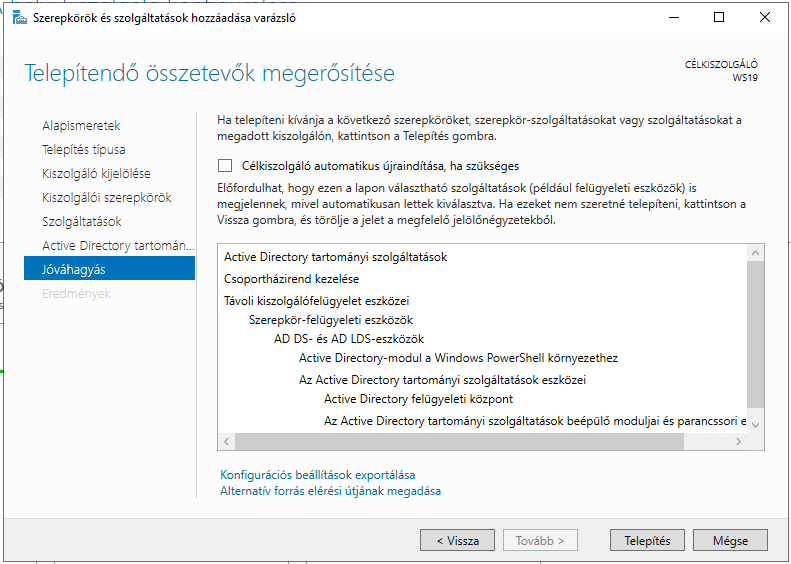 Szerepkörök és szolgáltatások hozzáadása varázsló
Telepítendő összetevők megerősítése
CÉLKISZOLGÁLÓ
WS19
Alapismeretek
Telepítés típusa
Kiszolgáló kijelölése
Kiszolgálói szerepkörök
Szolgáltatások
Active Directory tartomán...
Jóváhagyás
Eredmények
Ha telepíteni kívánja a következő szerepköröket, szerepkör-szolgáltatásokat vagy szolgáltatásokat a
megadott kiszolgálón, kattintson a Telepítés gombra.
Célkiszolgáló automatikus újraindítása, ha szükséges
Előfordulhat, hogy ezen a lapon választható szolgáltatások (például felügyeleti eszközök) is
megjelennek, mivel automatikusan lettek kiválasztva. Ha ezeket nem szeretné telepíteni, kattintson a
Vissza gombra, és törölje a jelet a megfelelő jelölőnégyzetekből.
Active Directory tartományi szolgáltatások
Csoportházirend kezelése
Távoli kiszolgálófelügyelet eszközei
Szerepkör-felügyeleti eszközök
AD DS- és AD LDS-eszközök
Active Directory-modul a Windows PowerShell környezethez
Az Active Directory tartományi szolgáltatások eszközei
Active Directory felügyeleti központ
Az Active Directory tartományi szolgáltatások beépülő moduljai és parancssori e
Konfigurációs beállítások exportálása
Alternatív forrás elérési útjának megadása
< Vissza
Tovább >
Telepítés
Mégse